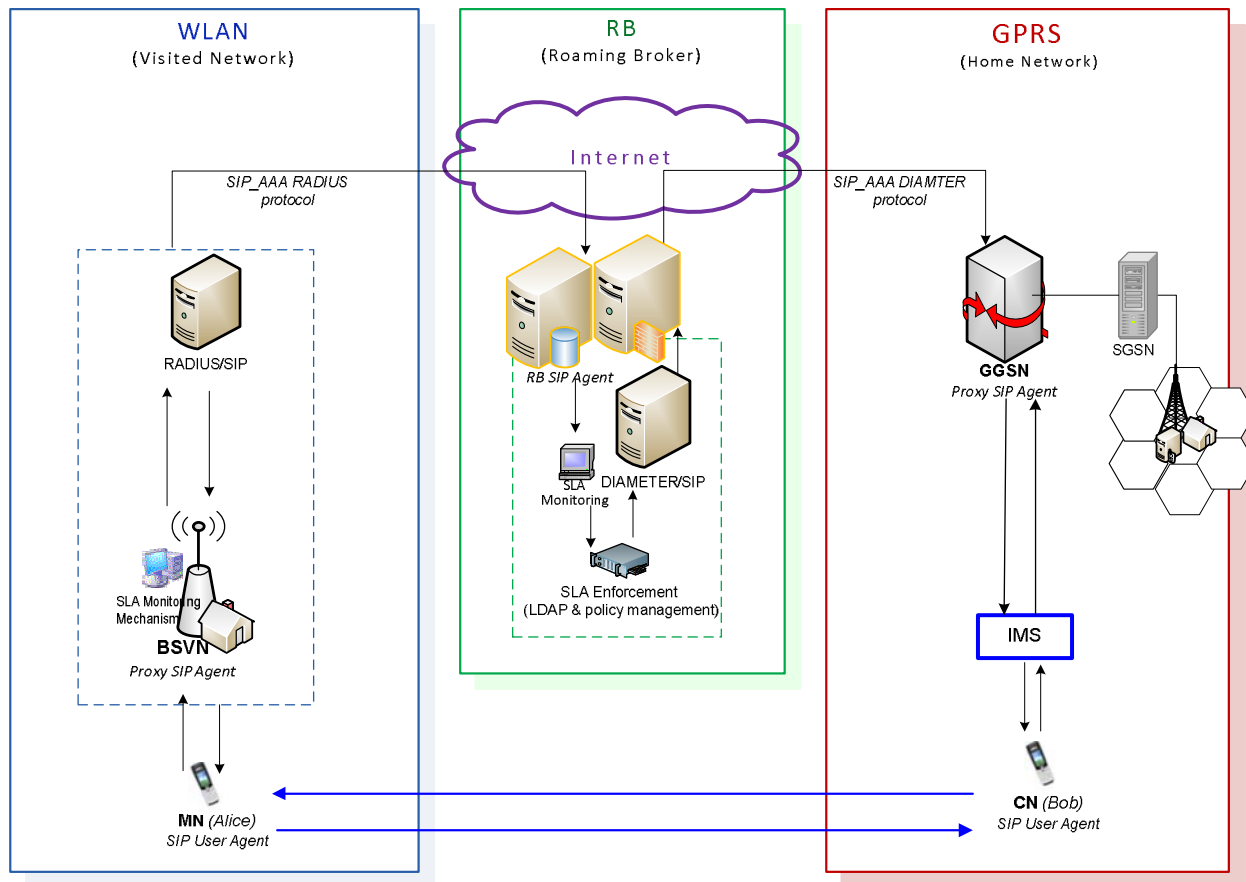 WLAN
(Visited Network)
RB
(Roaming Broker)
GPRS
(Home Network)
Internet
SIP_AAA RADIUS
protocol
SIP_AAA DIAMTER
protocol
RADIUS/SIP
SLA Monitoring
Mechanism
BSVN
Proxy SIP Agent
MN (Alice)
SIP User Agent
RB SIP Agent
SLA
Monitoring
DIAMETER/SIP
SLA Enforcement
(LDAP & policy management)
GGSN
Proxy SIP Agent
SGSN
IMS
CN (Bob)
SIP User Agent